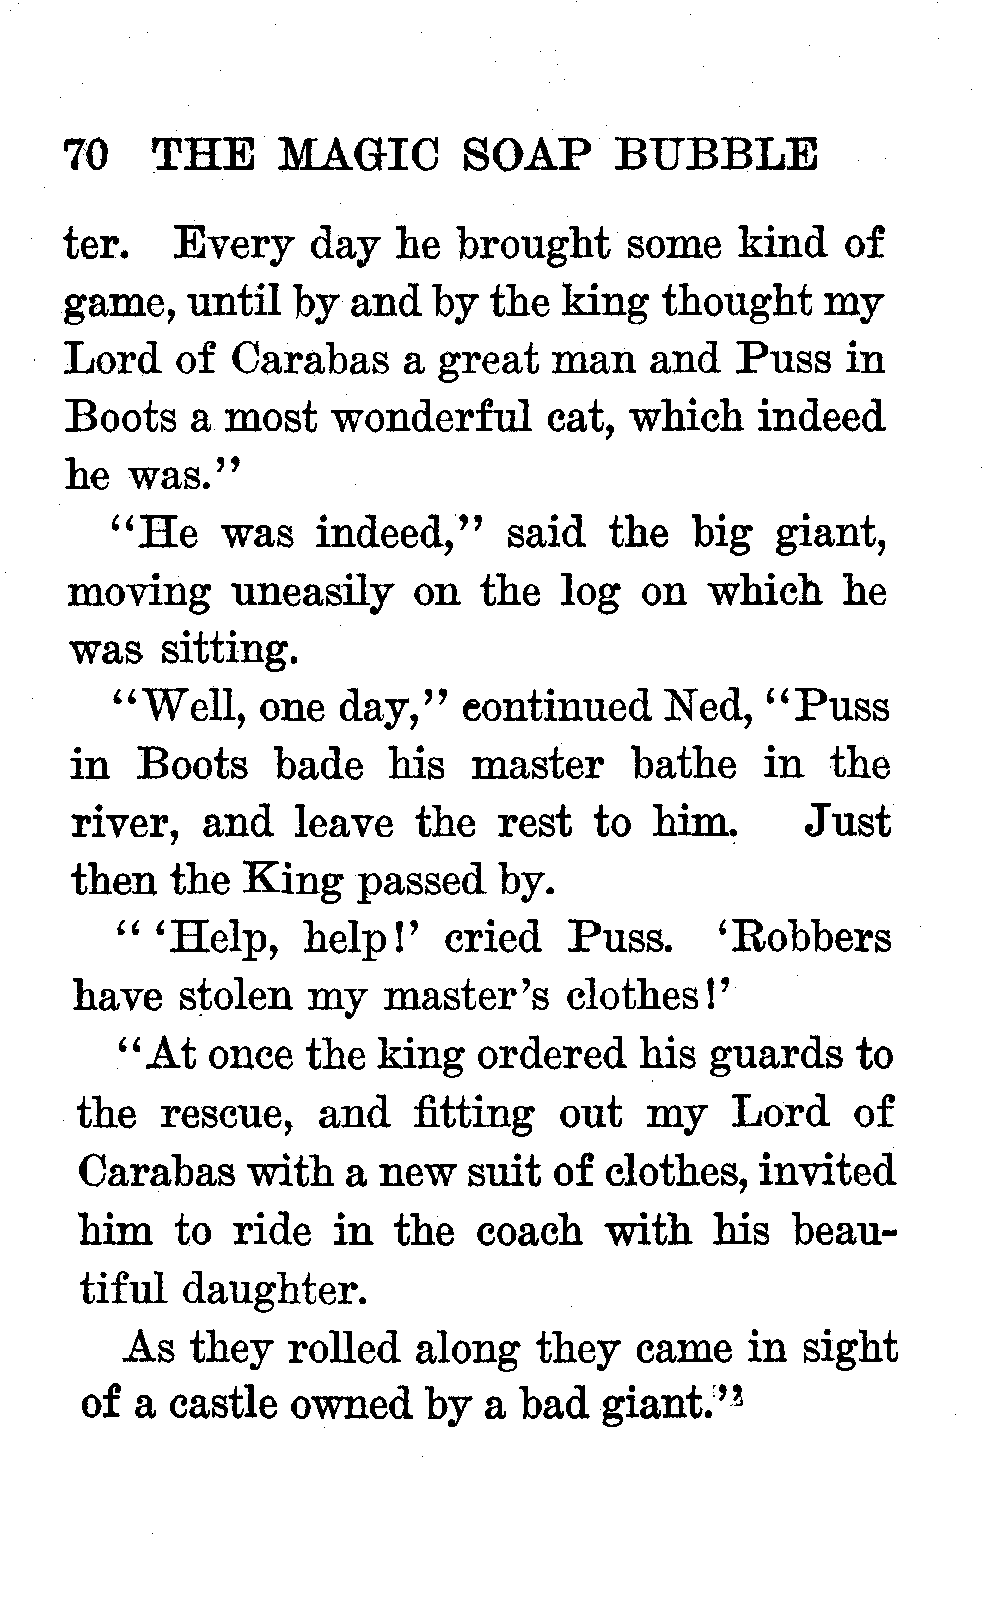 70 THE MAGIC SOAP BUBBLE
ter. Every day he brought some kind of
game, until by and by the king thought my
Lord of Carabas a great man and Puss in
Boots a most wonderful cat, which indeed
he was."
"He was indeed," said the big giant,
moving uneasily on the log on which he
was sitting.
"Well, one day," continued Ned, "Puss
in Boots bade his master bathe in the
river, and leave the rest to him. Just
then the King passed by.
" 'Help, help!' cried Puss. 'Robbers
have stolen my master's clothes!'
"At once the king ordered his guards to
the rescue, and fitting out my Lord of
Carabas with a new suit of clothes, invited
him to ride in the coach with his beau-
tiful daughter.
As they rolled along they came in sight
of a castle owned by a bad giant."